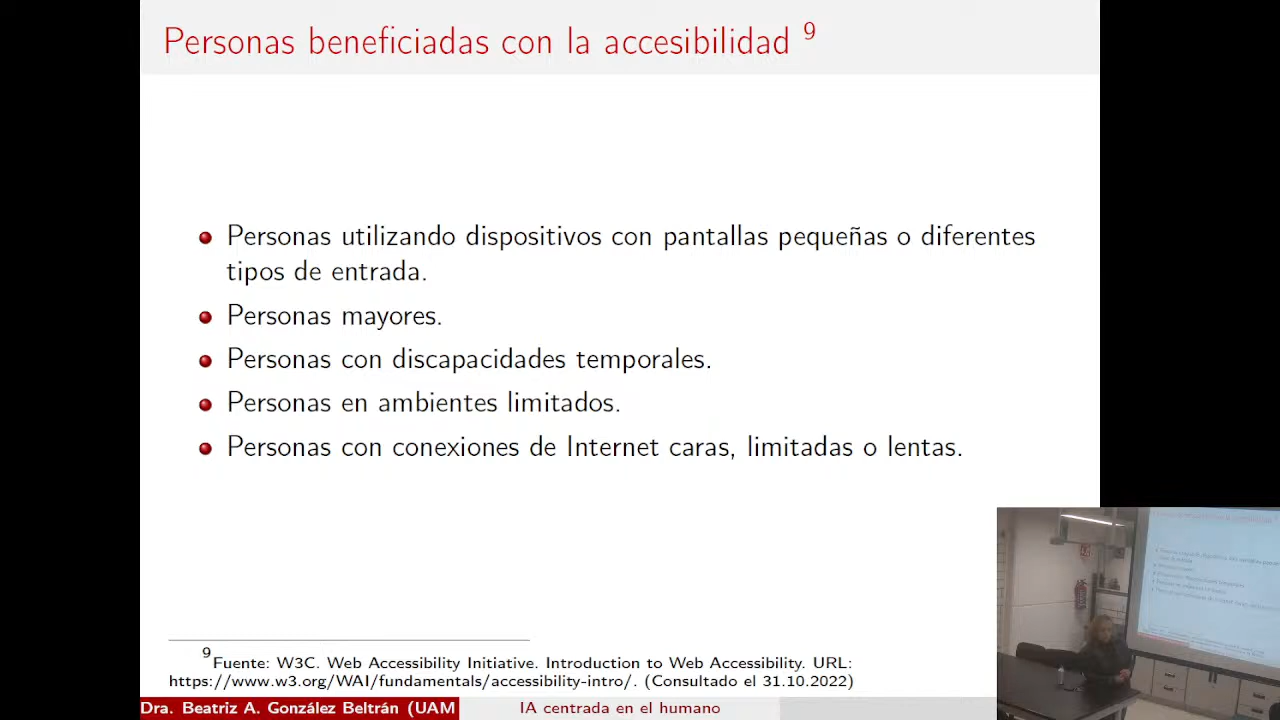 Personas beneficiadas con la accesibilidad 9
Personas utilizando dispositivos con pantallas pequeñas o diferentes
tipos de entrada.
Personas mayores.
Personas con discapacidades temporales.
Personas en ambientes limitados.
Personas con conexiones de Internet caras, limitadas o lentas.
9Fuente: W3C. Web Accessibility Initiative. Introduction to Web Accessibility. URL:
https://www.w3.org/WAI/fundamentals/accessibility-intro/. (Consultado el 31.10.2022)
Dra. Beatriz A. González Beltrán (UAM
IA centrada en el humano